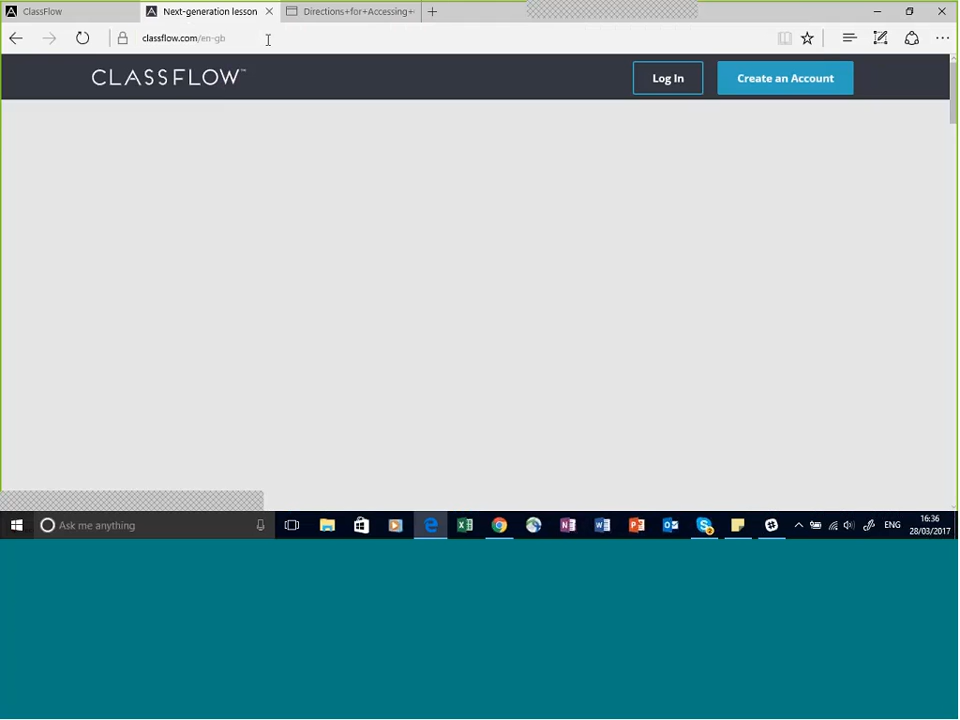 ClassFlow
Next-generation lesson
Directions+for+Accessing+
classflow.com/en-gb
CLASSFLOW™
Log In
Create an Account
Ask me anything
ENG
16:36
28/03/2017